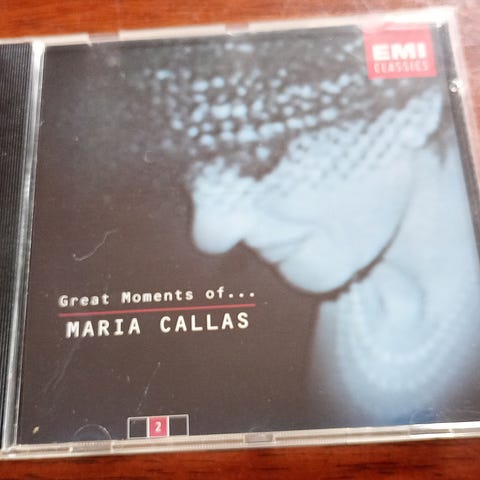 EMI
CLASSICS
Great Moments of...
MARIA CALLAS
2